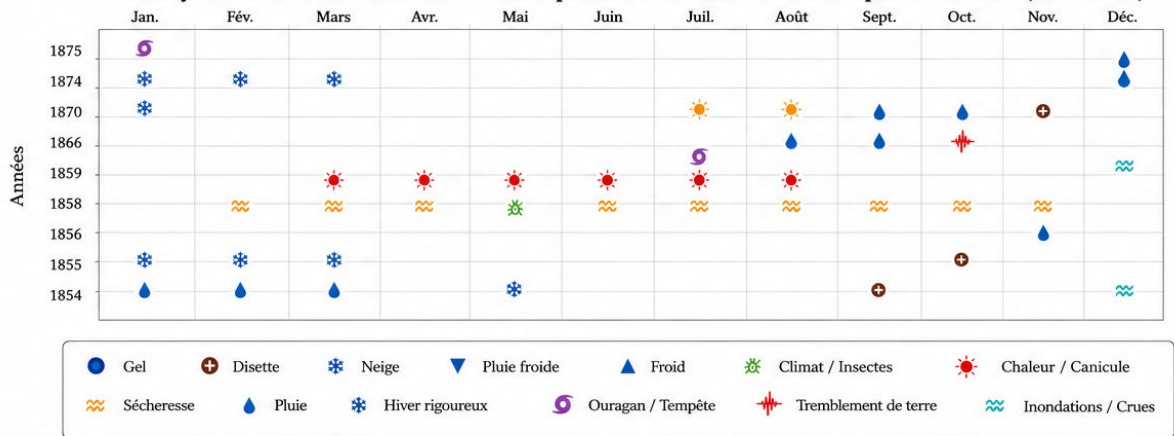 Jan. Fév. Mars Avr. Mai Juin Juil. Août Sept. Oct. Nov. Déc.
Années
1875
1874
1870
1866
1859
1858
1856
1855
1854
Gel Disette Neige Pluie froide Froid Climat / Insectes Chaleur / Canicule
Sécheresse Pluie Hiver rigoureux Ouragan / Tempête Tremblement de terre Inondations / Crues